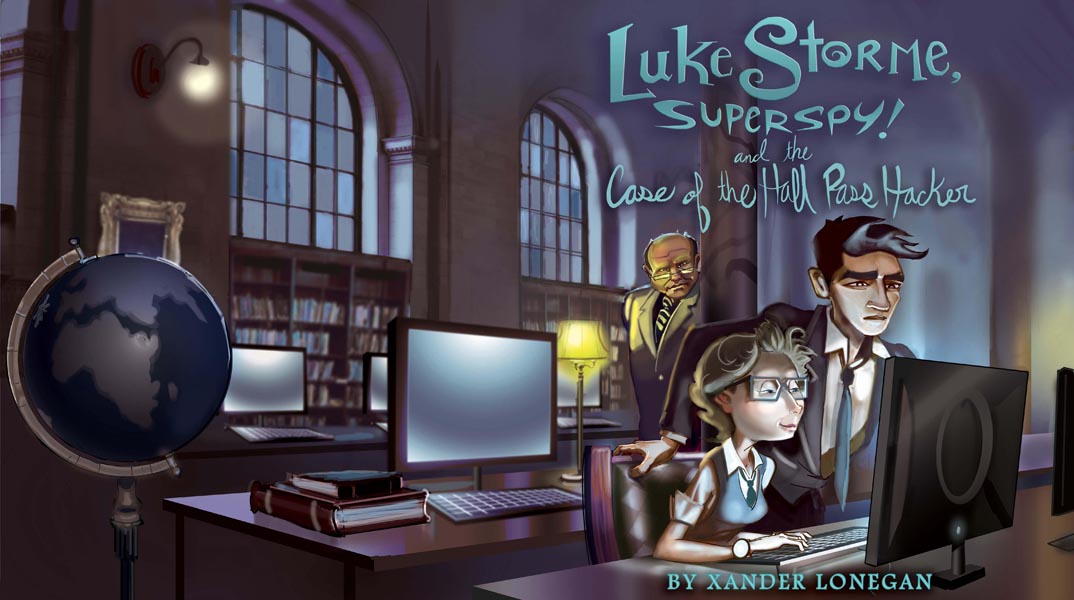 Luke Storme,
Superspy!
and the
Case of the Hall Pass Hacker
BY XANDER LONEGAN